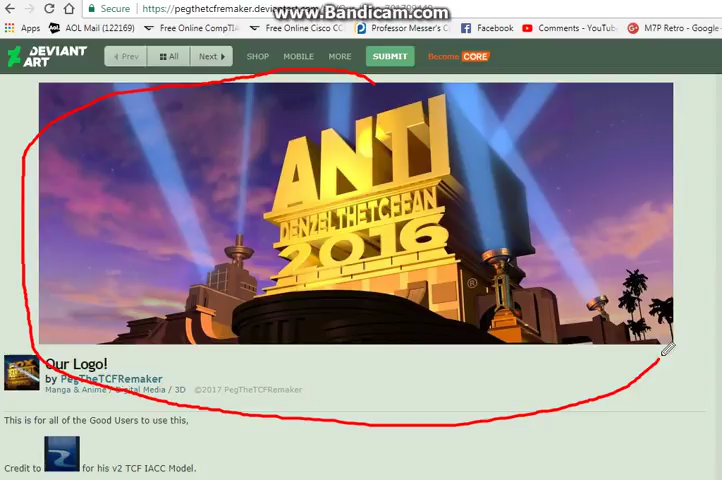 www.Bandicam.com
Secure
https://pegthetcfremaker.deviantart.com/
Apps
AOL Mail (122169)
Free Online CompTIA
Free Online Cisco CC
Professor Messer's C
Facebook
Comments - YouTub
M7P Retro - Google
DEVIANT ART
Prev
All
Next
SHOP
MOBILE
MORE
SUBMIT
Become CORE
ANTI
DENZELTHETCFFAN
2016
®
Our Logo!
by PegTheTCFRemaker
Manga & Anime / Digital Media / 3D ©2017 PegTheTCFRemaker
This is for all of the Good Users to use this,
Credit to for his v2 TCF IACC Model.